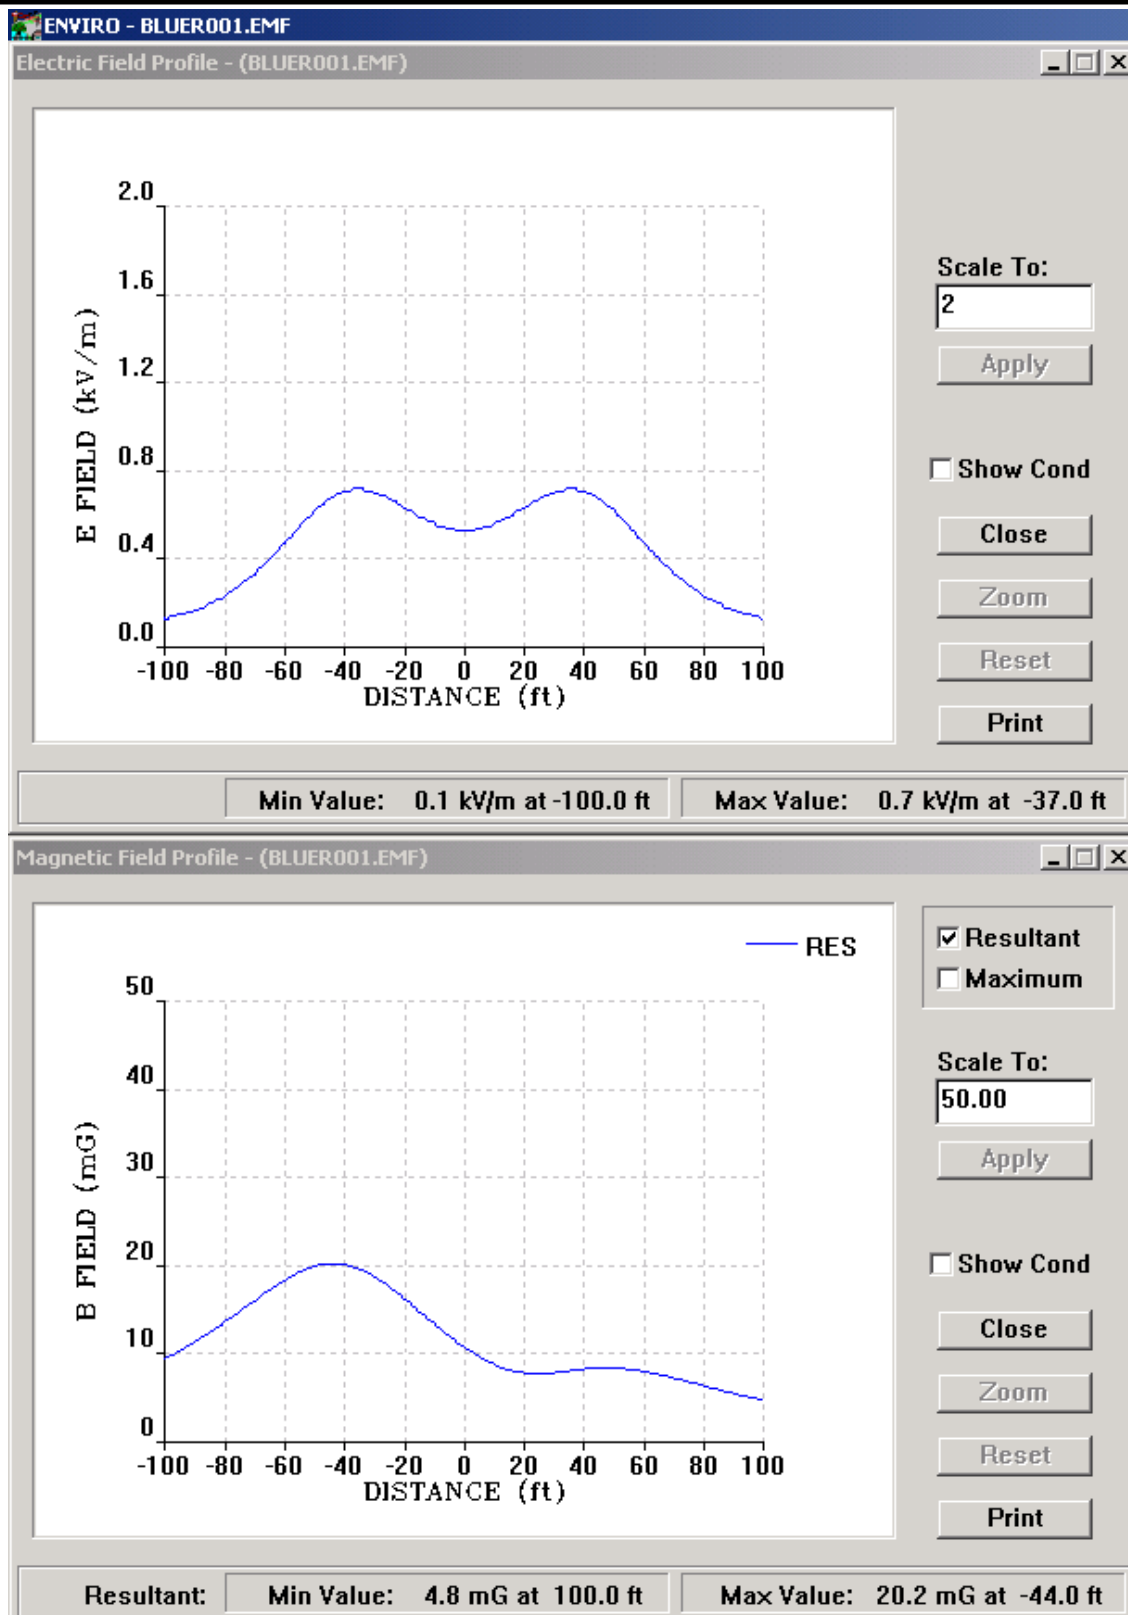 ENVIRO - BLUER001.EMF
Electric Field Profile - (BLUER001.EMF)
2.0
1.6
1.2
0.8
0.4
0.0
E FIELD (kV/m)
-100 -80 -60 -40 -20 0 20 40 60 80 100
DISTANCE (ft)
Scale To:
2
Apply
Show Cond
Close
Zoom
Reset
Print
Min Value: 0.1 kV/m at -100.0 ft Max Value: 0.7 kV/m at -37.0 ft
Magnetic Field Profile - (BLUER001.EMF)
RES
50
40
30
20
10
0
B FIELD (mG)
-100 -80 -60 -40 -20 0 20 40 60 80 100
DISTANCE (ft)
Resultant
Maximum
Scale To:
50.00
Apply
Show Cond
Close
Zoom
Reset
Print
Resultant: Min Value: 4.8 mG at 100.0 ft Max Value: 20.2 mG at -44.0 ft